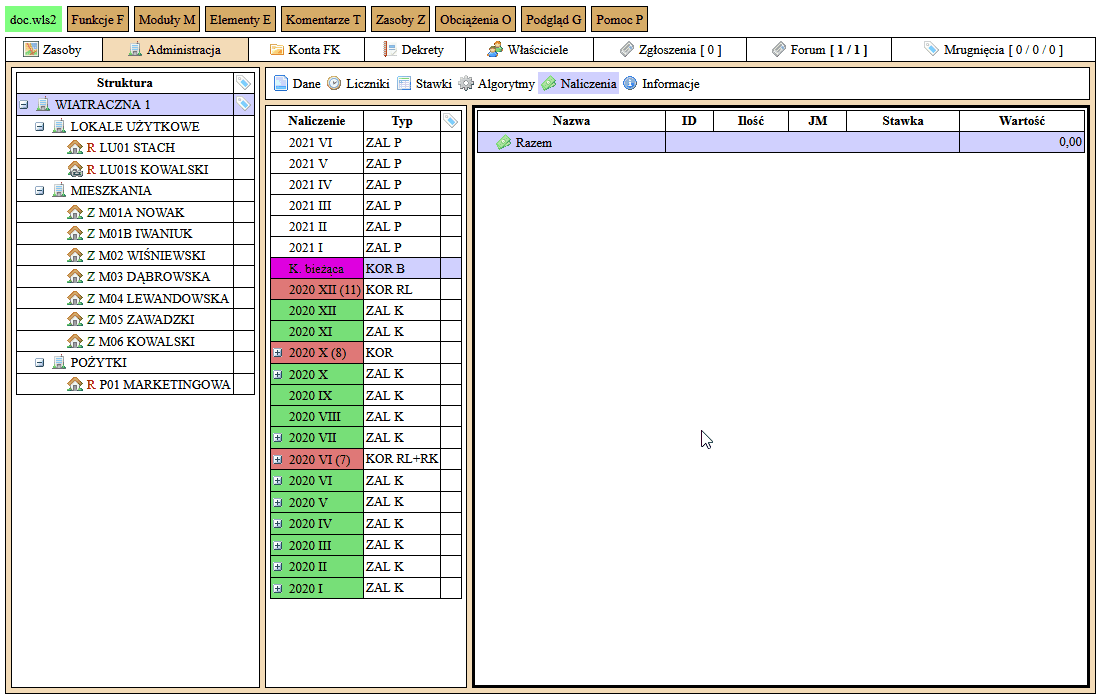 doc.wls2 Funkcje F Moduły M Elementy E Komentarze T Zasoby Z Obciążenia O Podgląd G Pomoc P
Zasoby Administracja Konta FK Dekrety Właściciele Zgłoszenia [ 0 ] Forum [ 1 / 1 ] Mrugnięcia [ 0 / 0 / 0 ]
Struktura
WIATRACZNA 1
LOKALE UŻYTKOWE
R LU01 STACH
R LU01S KOWALSKI
MIESZKANIA
Z M01A NOWAK
Z M01B IWANIUK
Z M02 WIŚNIEWSKI
Z M03 DĄBROWSKA
Z M04 LEWANDOWSKA
Z M05 ZAWADZKI
Z M06 KOWALSKI
POŻYTKI
R P01 MARKETINGOWA
Dane Liczniki Stawki Algorytmy Naliczenia Informacje
Naliczenie Typ
2021 VI ZAL P
2021 V ZAL P
2021 IV ZAL P
2021 III ZAL P
2021 II ZAL P
2021 I ZAL P
K. bieżąca KOR B
2020 XII (11) KOR RL
2020 XII ZAL K
2020 XI ZAL K
2020 X (8) KOR
2020 X ZAL K
2020 IX ZAL K
2020 VIII ZAL K
2020 VII ZAL K
2020 VI (7) KOR RL+RK
2020 VI ZAL K
2020 V ZAL K
2020 IV ZAL K
2020 III ZAL K
2020 II ZAL K
2020 I ZAL K
Nazwa ID Ilość JM Stawka Wartość
Razem 0,00